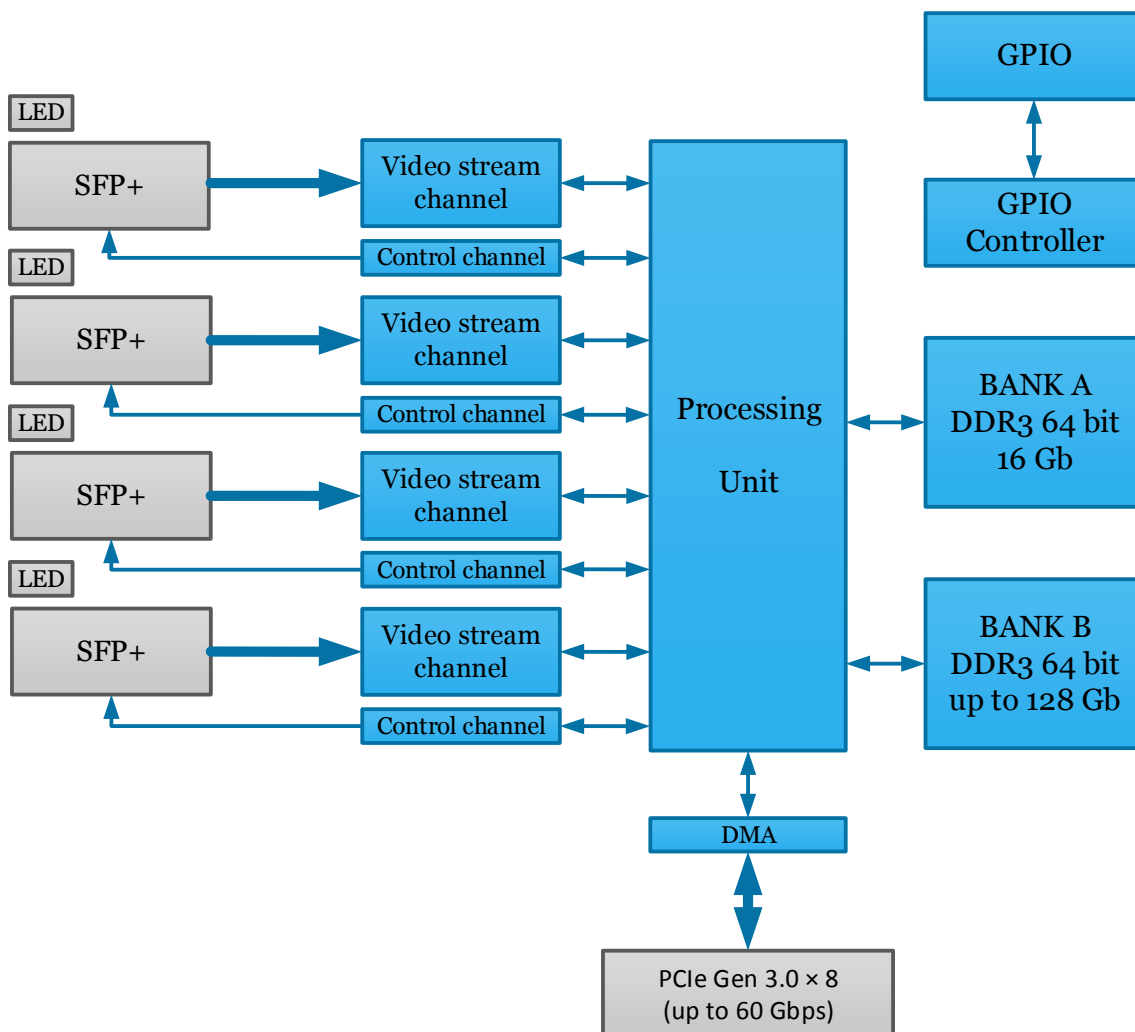 GPIO
LED
SFP+
Video stream
channel
GPIO
Controller
Control channel
LED
SFP+
Video stream
channel
BANK A
DDR3 64 bit
16 Gb
Control channel
LED
Processing
Unit
SFP+
Video stream
channel
Control channel
LED
SFP+
Video stream
channel
BANK B
DDR3 64 bit
up to 128 Gb
Control channel
DMA
PCIe Gen 3.0 × 8
(up to 60 Gbps)